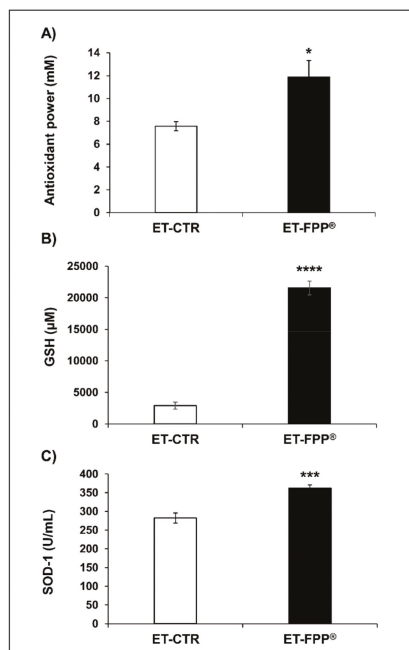 A)
Antioxidant power (mM)
14
12
10
8
6
4
2
0
*
ET-CTR ET-FPP®
B)
GSH (µM)
25000
20000
15000
10000
5000
0
****
ET-CTR ET-FPP®
C)
SOD-1 (U/mL)
400
350
300
250
200
150
100
50
0
***
ET-CTR ET-FPP®